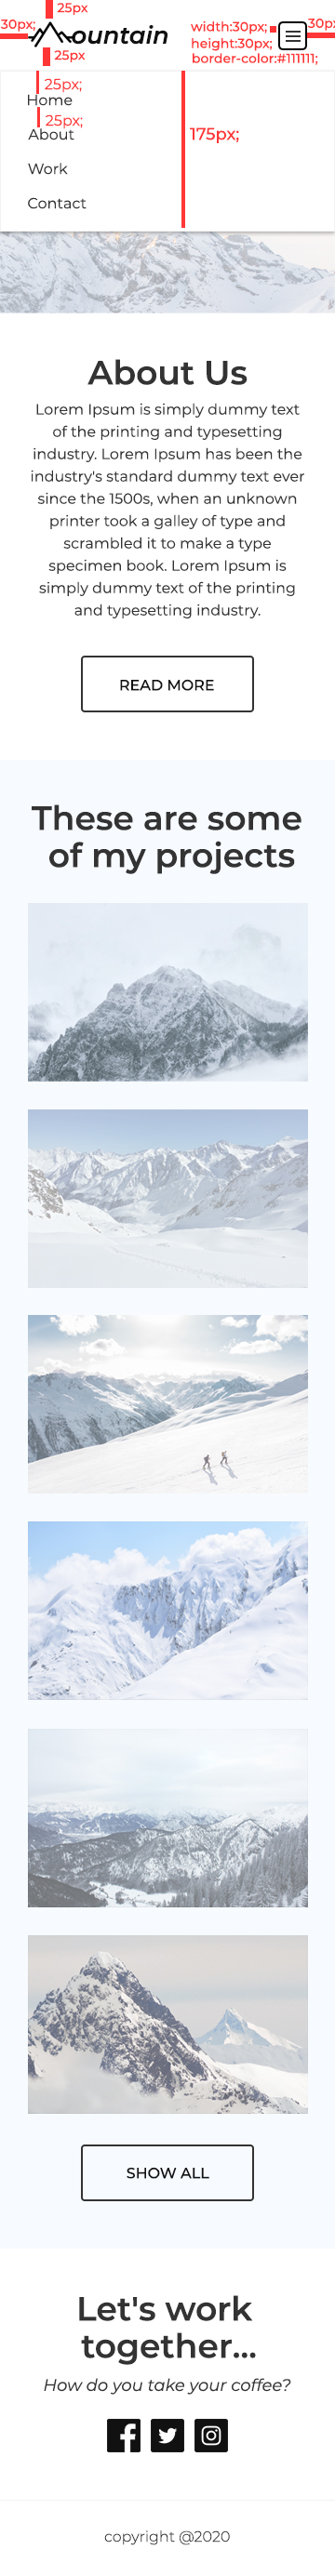 25px
30px;
ountain
width:30px;
30px
height:30px;
25px
border-color:#111111;
25px;
Home
25px;
About
175px;
Work
Contact
About Us
Lorem Ipsum is simply dummy text
of the printing and typesetting
industry. Lorem Ipsum has been the
industry's standard dummy text ever
since the 1500s, when an unknown
printer took a galley of type and
scrambled it to make a type
specimen book. Lorem Ipsum is
simply dummy text of the printing
and typesetting industry.
READ MORE
These are some
of my projects
SHOW ALL
Let's work
together...
How do you take your coffee?
copyright @2020